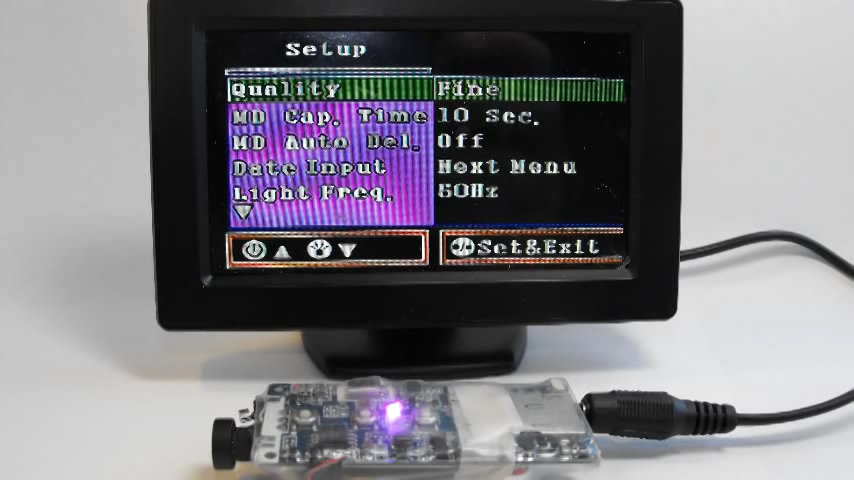 Setup
Quality Fine
MD Cap. Time 10 Sec.
MD Auto Del. Off
Date Input Next Menu
Light Freq. 50Hz
Set&Exit